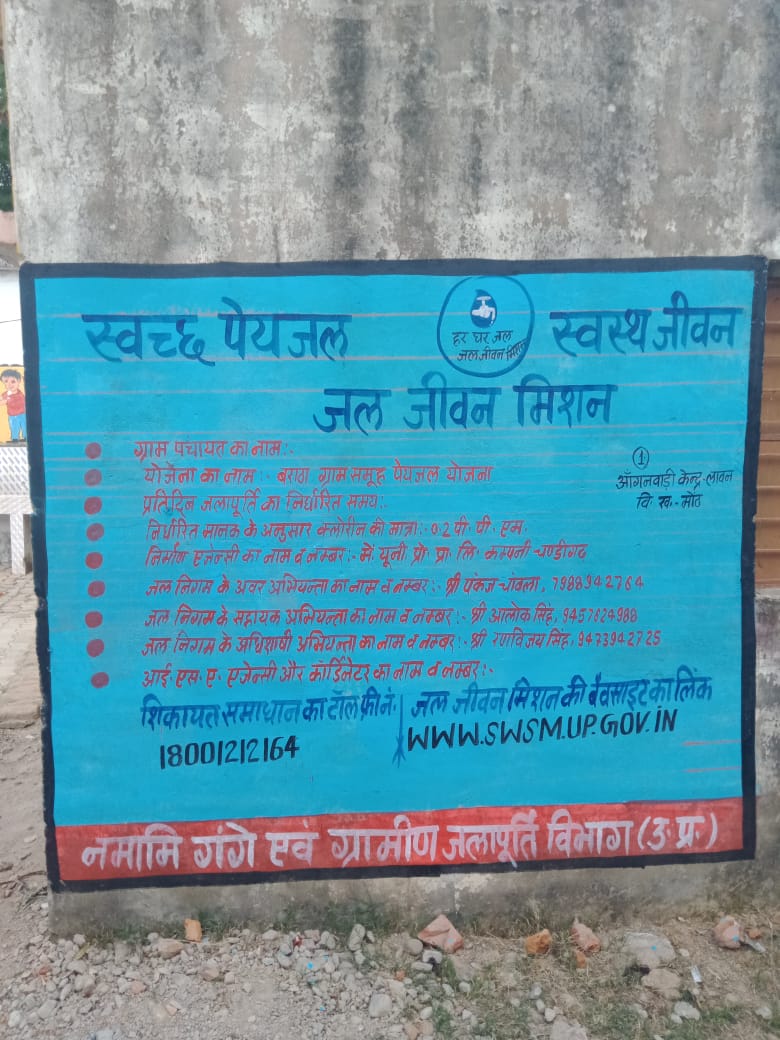 स्वच्छ पेयजल
हर घर जल
जल जीवन मिशन
स्वस्थ जीवन
जल जीवन मिशन
ग्राम पंचायत का नाम:-
योजना का नाम:- बराठा ग्राम समूह पेयजल योजना
प्रतिदिन जलापूर्ति का निर्धारित समय:
निर्धारित मानक के अनुसार क्लोरीन की मात्रा:- 0.2 पी. पी. एम.
निर्माण एजेन्सी का नाम व नम्बर:- मे. यूनी प्रो. प्रा. लि. कम्पनी चण्डीगढ
जल निगम के अवर अभियन्ता का नाम व नम्बर:- श्री पंकज चावला, 7988942764
जल निगम के सहायक अभियन्ता का नाम व नम्बर:- श्री आलोक सिंह, 9457624988
जल निगम के अधिशाषी अभियन्ता का नाम व नम्बर:- श्री रणविजय सिंह, 9473942725
आई. एस. ए. एजेन्सी और कॉर्डिनेटर का नाम व नम्बर:-
1
आँगनवाड़ी केन्द्र-लावन
वि. ख.- मोंठ
शिकायत समाधान का टॉल फ्री नं.
18001212164
जल जीवन मिशन की वैवसाइट का लिंक
WWW.SWSM.UP.GOV.IN
नमामि गंगे एवं ग्रामीण जलापूर्ति विभाग (उ. प्र.)